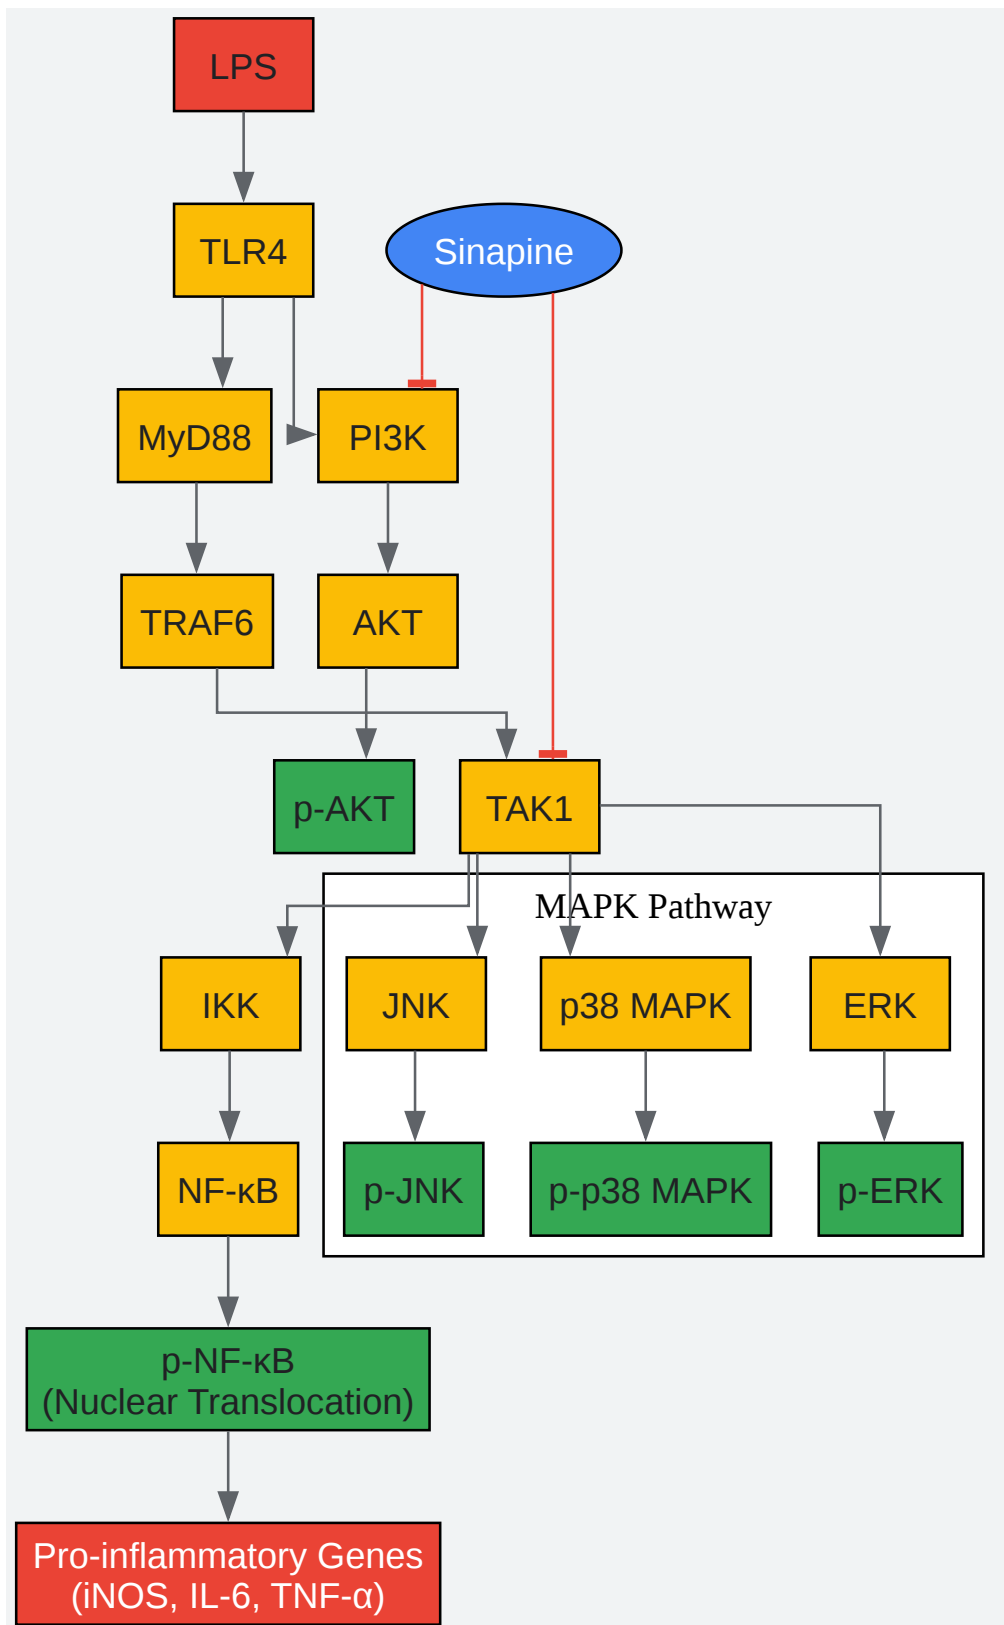 LPS
TLR4
Sinapine
MyD88
PI3K
TRAF6
AKT
p-AKT
TAK1
MAPK Pathway
IKK
JNK
p38 MAPK
ERK
NF-κB
p-JNK
p-p38 MAPK
p-ERK
p-NF-κB
(Nuclear Translocation)
Pro-inflammatory Genes
(iNOS, IL-6, TNF-α)